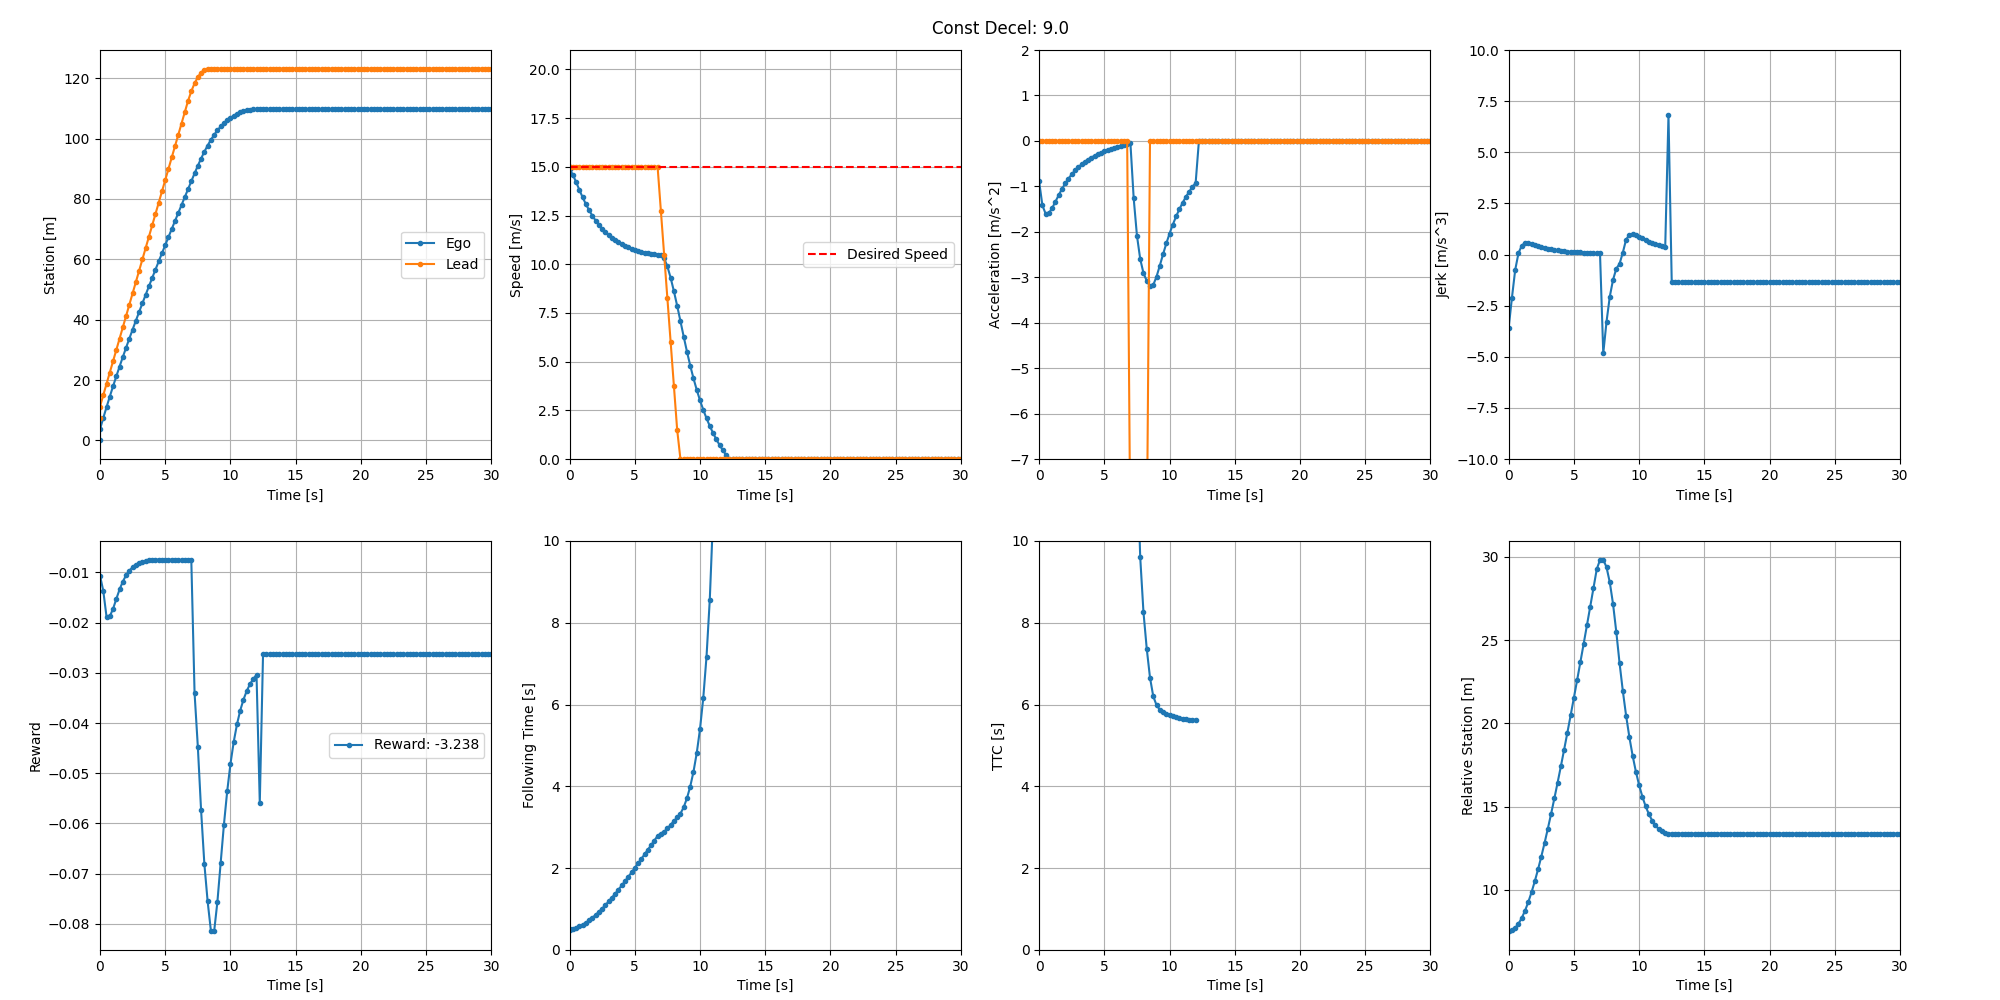 Const Decel: 9.0
120
100
80
60
40
20
0
Station [m]
0 5 10 15 20 25 30
Time [s]
Ego
Lead
20.0
17.5
15.0
12.5
10.0
7.5
5.0
2.5
0.0
Speed [m/s]
0 5 10 15 20 25 30
Time [s]
Desired Speed
2
1
0
−1
−2
−3
−4
−5
−6
−7
Acceleration [m/s^2]
0 5 10 15 20 25 30
Time [s]
10.0
7.5
5.0
2.5
0.0
−2.5
−5.0
−7.5
−10.0
Jerk [m/s^3]
0 5 10 15 20 25 30
Time [s]
−0.01
−0.02
−0.03
−0.04
−0.05
−0.06
−0.07
−0.08
Reward
0 5 10 15 20 25 30
Time [s]
Reward: -3.238
10
8
6
4
2
0
Following Time [s]
0 5 10 15 20 25 30
Time [s]
10
8
6
4
2
0
TTC [s]
0 5 10 15 20 25 30
Time [s]
30
25
20
15
10
Relative Station [m]
0 5 10 15 20 25 30
Time [s]